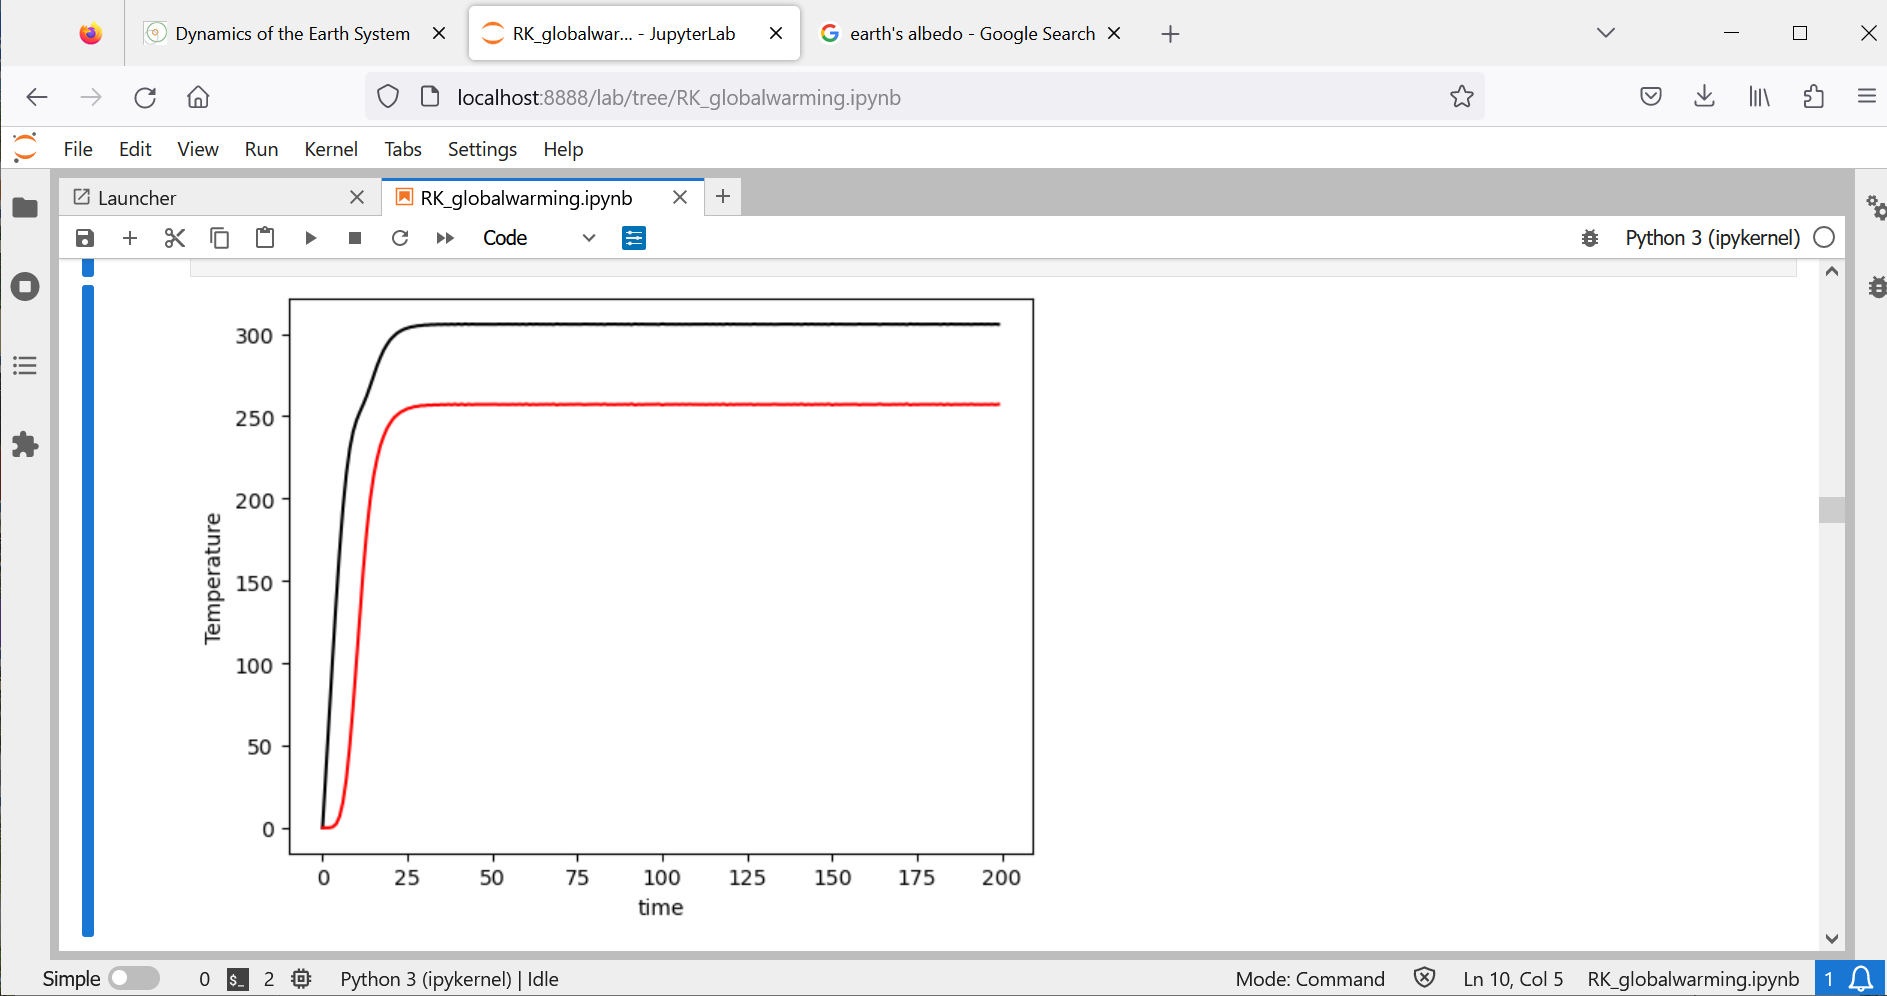 Dynamics of the Earth System
RK_globalwar... - JupyterLab
earth's albedo - Google Search
localhost:8888/lab/tree/RK_globalwarming.ipynb
File Edit View Run Kernel Tabs Settings Help
Launcher
RK_globalwarming.ipynb
Code
Python 3 (ipykernel)
300
250
200
150
100
50
0
Temperature
0 25 50 75 100 125 150 175 200
time
Simple 0 $_ 2 Python 3 (ipykernel) | Idle Mode: Command Ln 10, Col 5 RK_globalwarming.ipynb 1